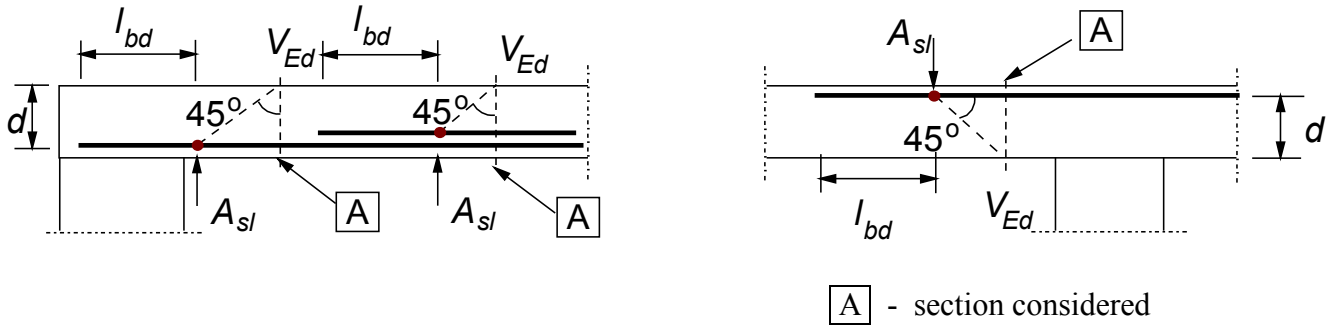 l_bd
l_bd
V_Ed
V_Ed
d
45°
45°
A
A
A_sl
A_sl
A_sl
A
45°
d
l_bd
V_Ed
A - section considered